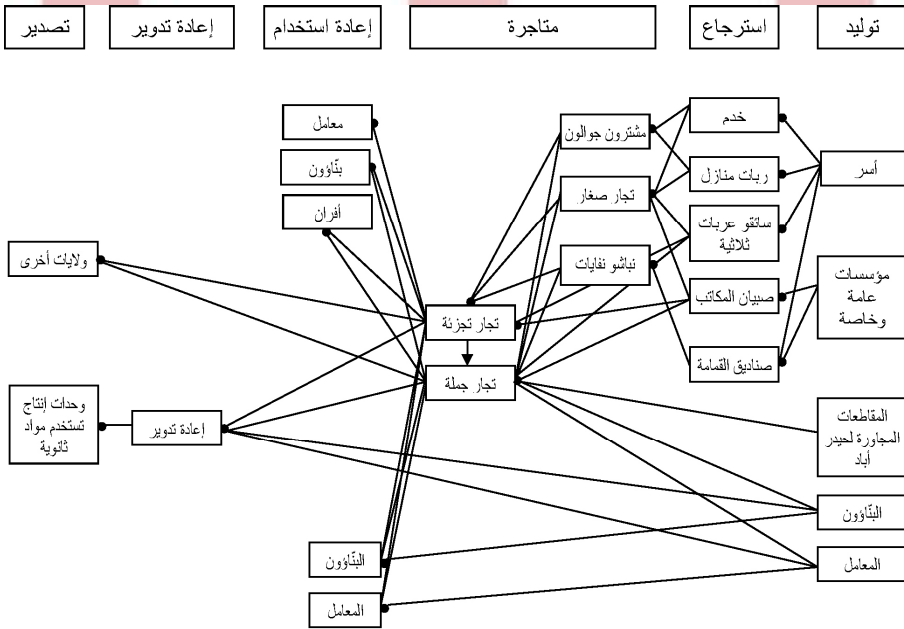 توليد
استرجاع
متاجرة
إعادة استخدام
إعادة تدوير
تصدير
أسر
مؤسسات
عامة
وخاصة
المقاطعات
المجاورة لحيدر
أباد
البنّاؤون
المعامل
خدم
ربات منازل
سائقو عربات
ثلاثية
صبيان المكاتب
صناديق القمامة
مشترون جوالون
تجار صغار
نباشو نفايات
تجار تجزئة
تجار جملة
معامل
بنّاؤون
أفران
البنّاؤون
المعامل
إعادة تدوير
ولايات أخرى
وحدات إنتاج
تستخدم مواد
ثانوية